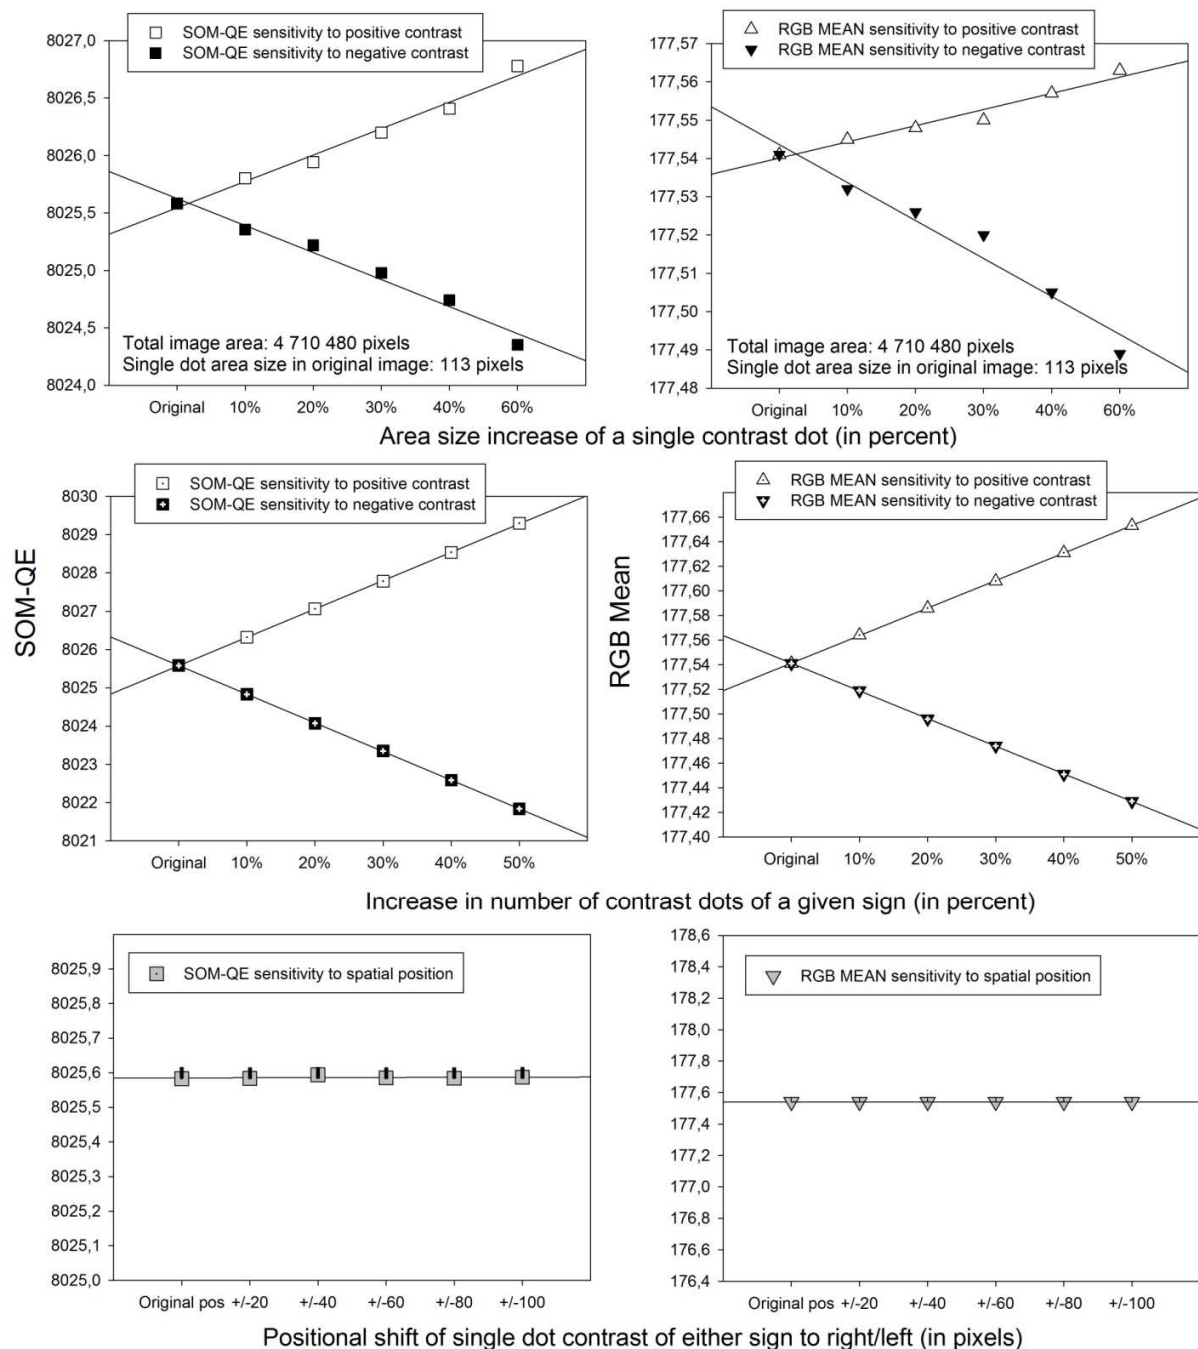 SOM-QE sensitivity to positive contrast
SOM-QE sensitivity to negative contrast
8027,0
8026,5
8026,0
8025,5
8025,0
8024,5
8024,0
Total image area: 4 710 480 pixels
Single dot area size in original image: 113 pixels
Original 10% 20% 30% 40% 60%
RGB MEAN sensitivity to positive contrast
RGB MEAN sensitivity to negative contrast
177,57
177,56
177,55
177,54
177,53
177,52
177,51
177,50
177,49
177,48
Total image area: 4 710 480 pixels
Single dot area size in original image: 113 pixels
Original 10% 20% 30% 40% 60%
Area size increase of a single contrast dot (in percent)
SOM-QE sensitivity to positive contrast
SOM-QE sensitivity to negative contrast
SOM-QE
8030
8029
8028
8027
8026
8025
8024
8023
8022
8021
Original 10% 20% 30% 40% 50%
RGB MEAN sensitivity to positive contrast
RGB MEAN sensitivity to negative contrast
RGB Mean
177,66
177,64
177,62
177,60
177,58
177,56
177,54
177,52
177,50
177,48
177,46
177,44
177,42
177,40
Original 10% 20% 30% 40% 50%
Increase in number of contrast dots of a given sign (in percent)
SOM-QE sensitivity to spatial position
8025,9
8025,8
8025,7
8025,6
8025,5
8025,4
8025,3
8025,2
8025,1
8025,0
Original pos +/-20 +/-40 +/-60 +/-80 +/-100
RGB MEAN sensitivity to spatial position
178,6
178,4
178,2
178,0
177,8
177,6
177,4
177,2
177,0
176,8
176,6
176,4
Original pos +/-20 +/-40 +/-60 +/-80 +/-100
Positional shift of single dot contrast of either sign to right/left (in pixels)